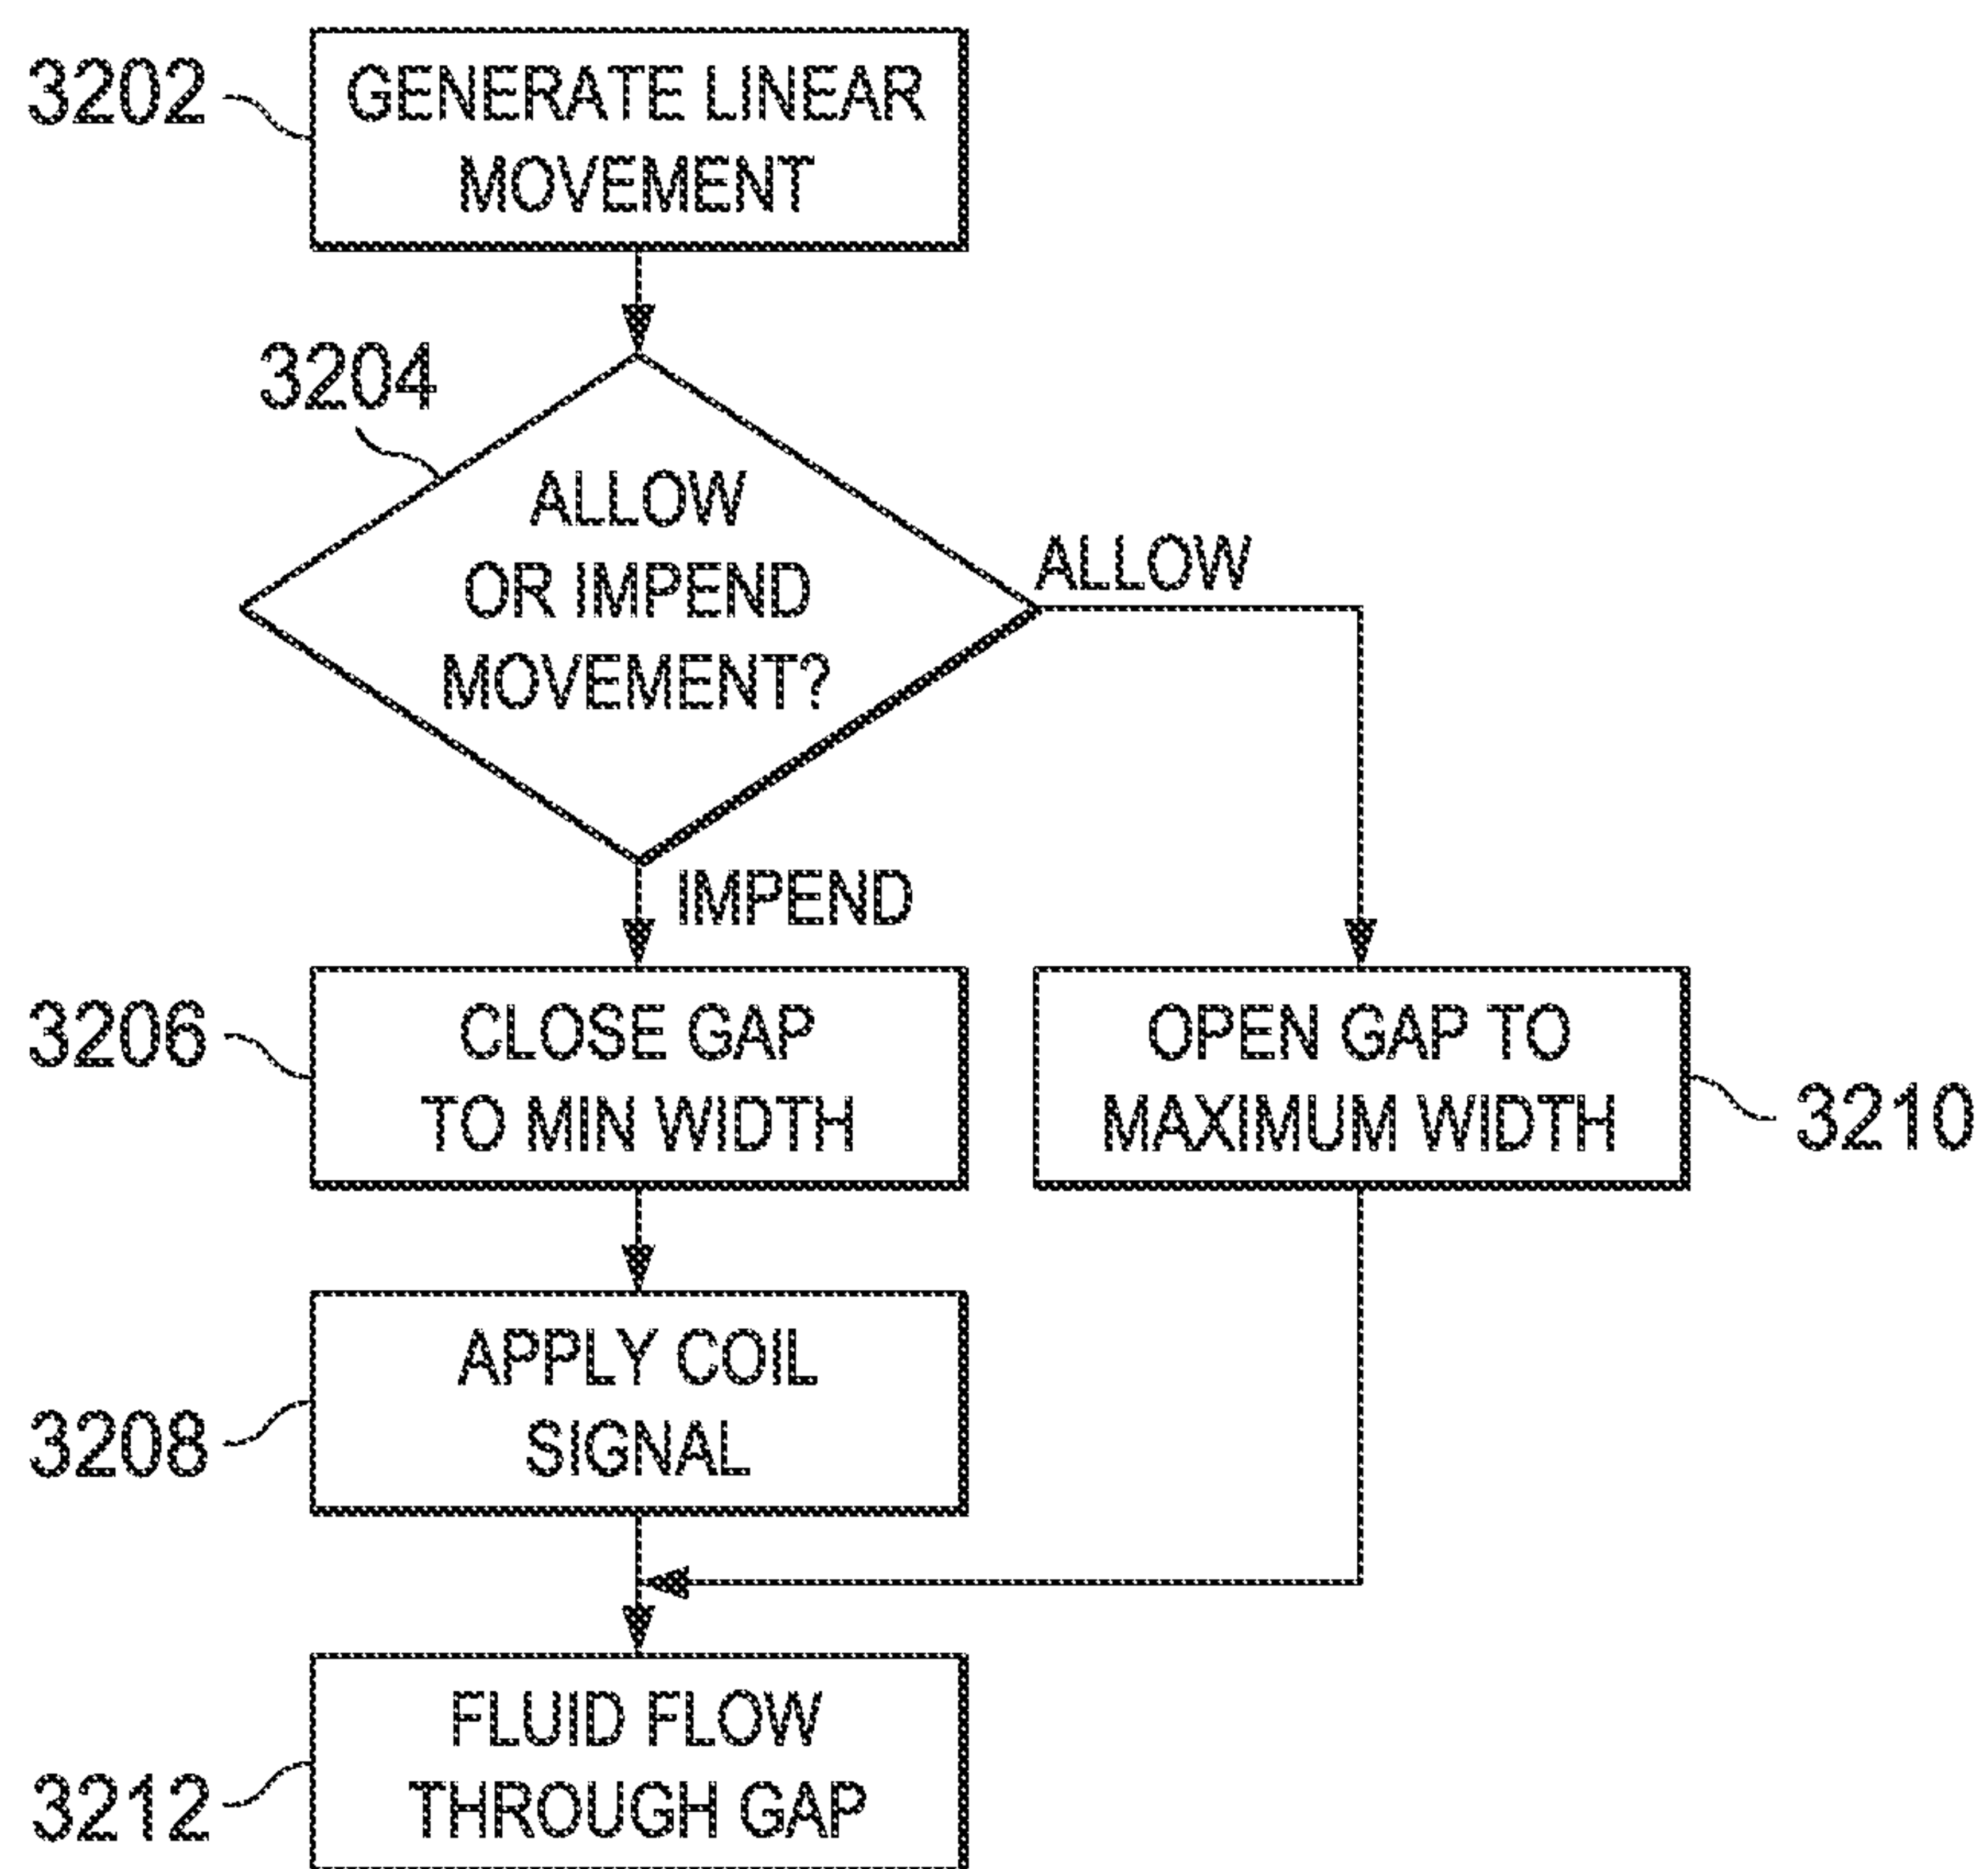 3202
GENERATE LINEAR
MOVEMENT
3204
ALLOW
OR IMPEND
MOVEMENT?
ALLOW
IMPEND
3206
CLOSE GAP
TO MIN WIDTH
OPEN GAP TO
MAXIMUM WIDTH
3210
APPLY COIL
SIGNAL
3208
FLUID FLOW
THROUGH GAP
3212